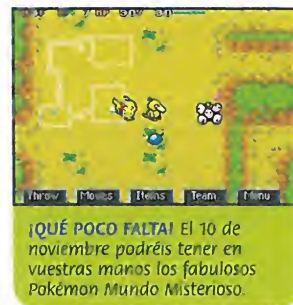 Throw Moves Items Team Menu
¡QUÉ POCO FALTA! El 10 de
noviembre podréis tener en
vuestras manos los fabulosos
Pokémon Mundo Misterioso.